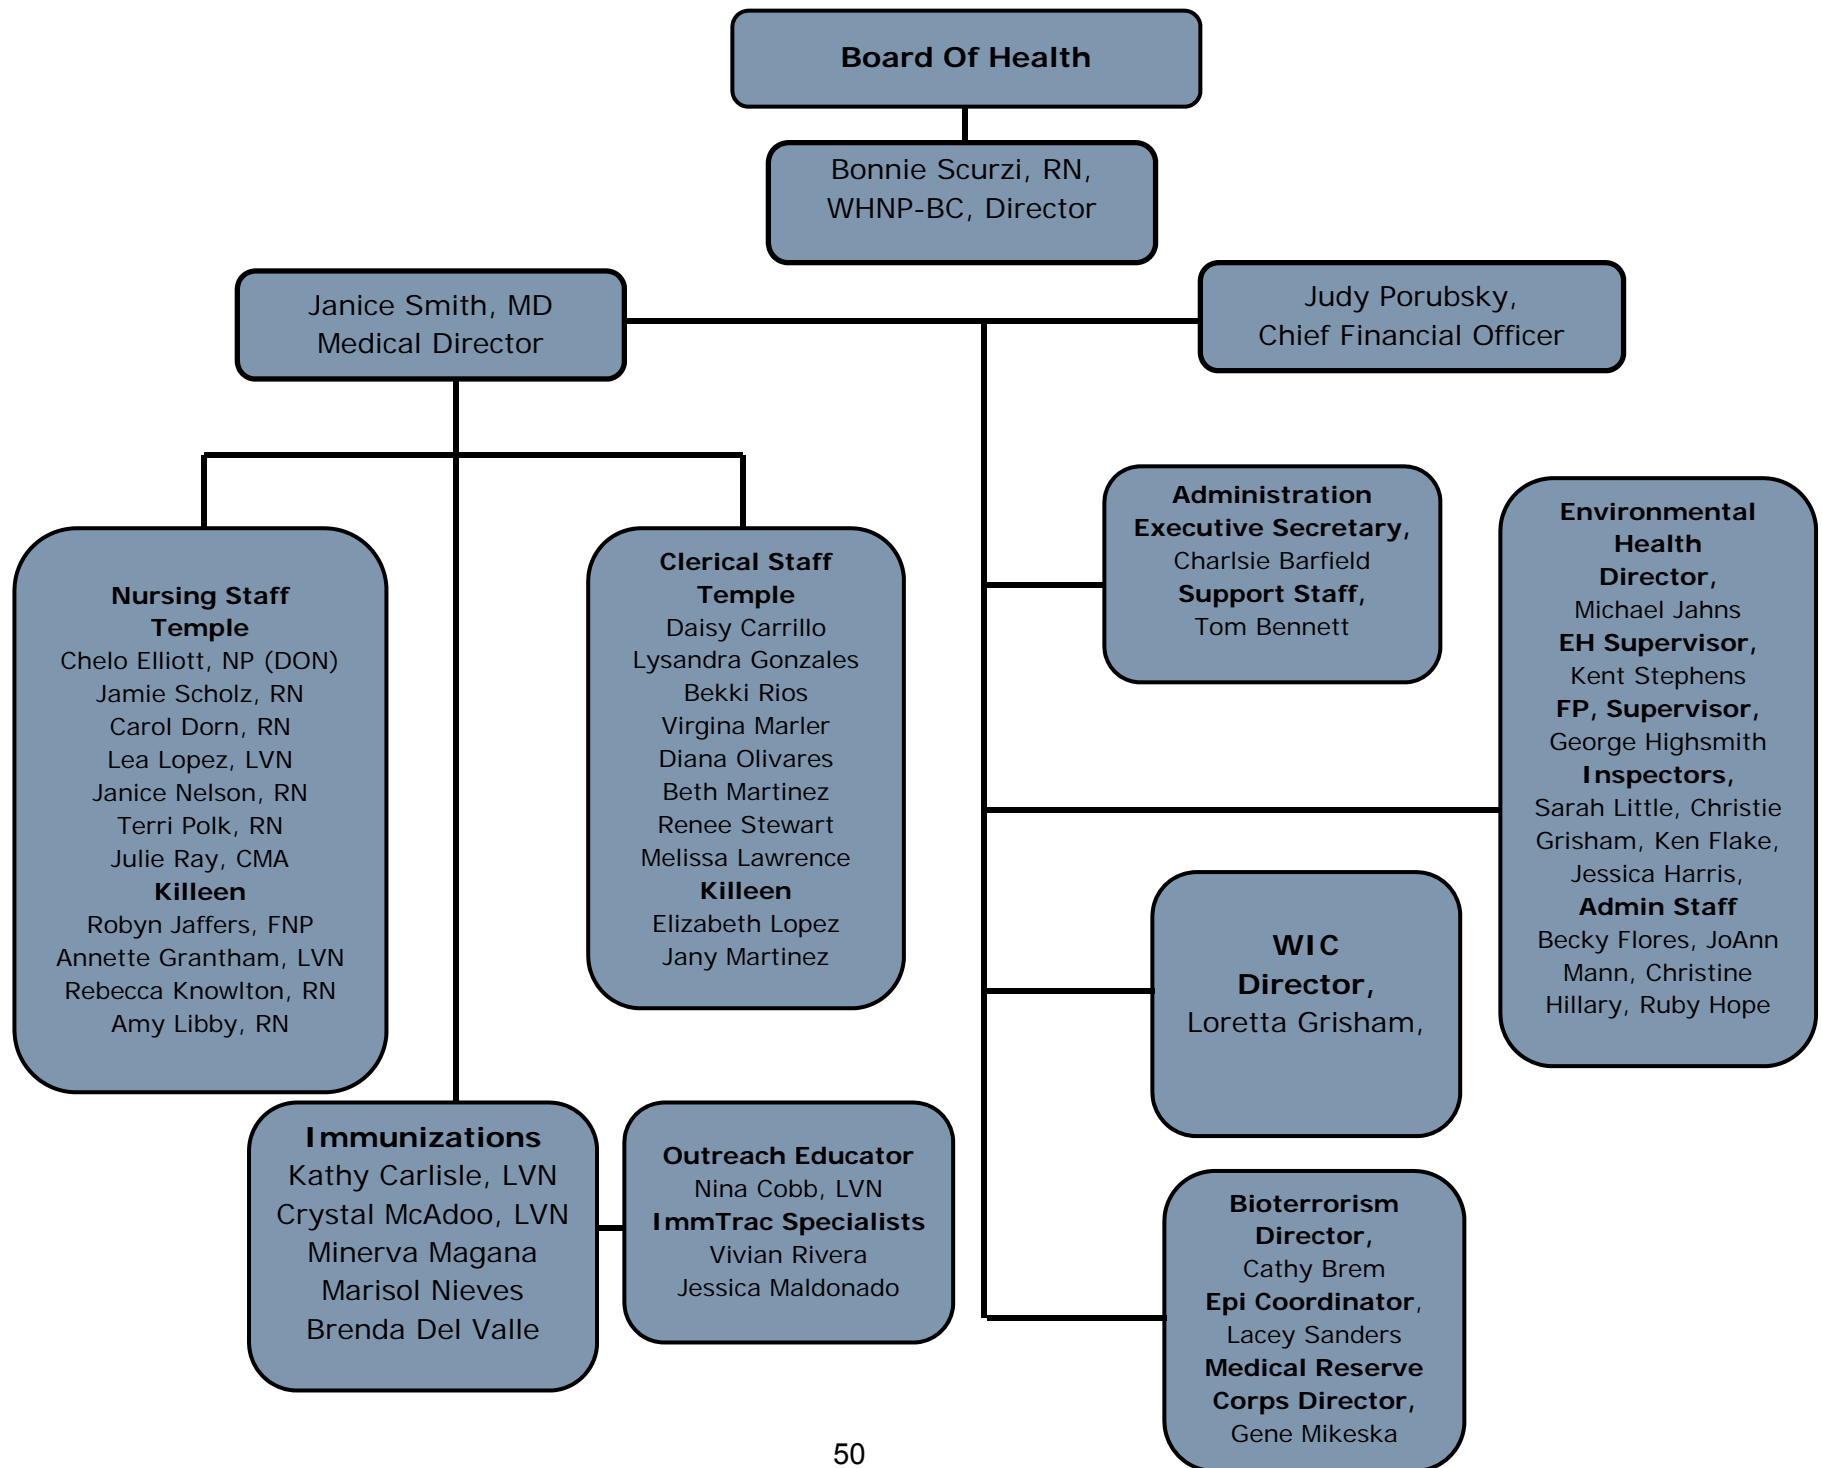 Board Of Health
Bonnie Scurzi, RN,
WHNP-BC, Director
Janice Smith, MD
Medical Director
Judy Porubsky,
Chief Financial Officer
Nursing Staff
Temple
Chelo Elliott, NP (DON)
Jamie Scholz, RN
Carol Dorn, RN
Lea Lopez, LVN
Janice Nelson, RN
Terri Polk, RN
Julie Ray, CMA
Killeen
Robyn Jaffers, FNP
Annette Grantham, LVN
Rebecca Knowlton, RN
Amy Libby, RN
Clerical Staff
Temple
Daisy Carrillo
Lysandra Gonzales
Bekki Rios
Virgina Marler
Diana Olivares
Beth Martinez
Renee Stewart
Melissa Lawrence
Killeen
Elizabeth Lopez
Jany Martinez
Administration
Executive Secretary,
Charlsie Barfield
Support Staff,
Tom Bennett
Environmental
Health
Director,
Michael Jahns
EH Supervisor,
Kent Stephens
FP, Supervisor,
George Highsmith
Inspectors,
Sarah Little, Christie
Grisham, Ken Flake,
Jessica Harris,
Admin Staff
Becky Flores, JoAnn
Mann, Christine
Hillary, Ruby Hope
WIC
Director,
Loretta Grisham,
Immunizations
Kathy Carlisle, LVN
Crystal McAdoo, LVN
Minerva Magana
Marisol Nieves
Brenda Del Valle
Outreach Educator
Nina Cobb, LVN
ImmTrac Specialists
Vivian Rivera
Jessica Maldonado
Bioterrorism
Director,
Cathy Brem
Epi Coordinator,
Lacey Sanders
Medical Reserve
Corps Director,
Gene Mikeska
50